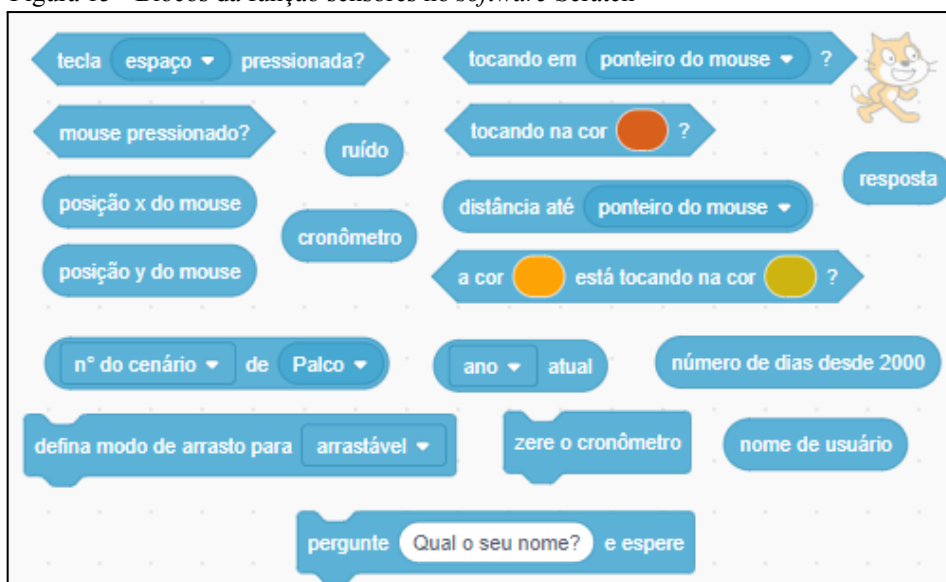 Figura 13 – Blocos da função sensores no software Scratch
tecla espaço pressionada?
tocando em ponteiro do mouse ?
mouse pressionado?
ruído
tocando na cor ?
resposta
posição x do mouse
distância até ponteiro do mouse
cronômetro
posição y do mouse
a cor está tocando na cor ?
n° do cenário de Palco
ano atual
número de dias desde 2000
defina modo de arrasto para arrastável
zere o cronômetro
nome de usuário
pergunte Qual o seu nome? e espere